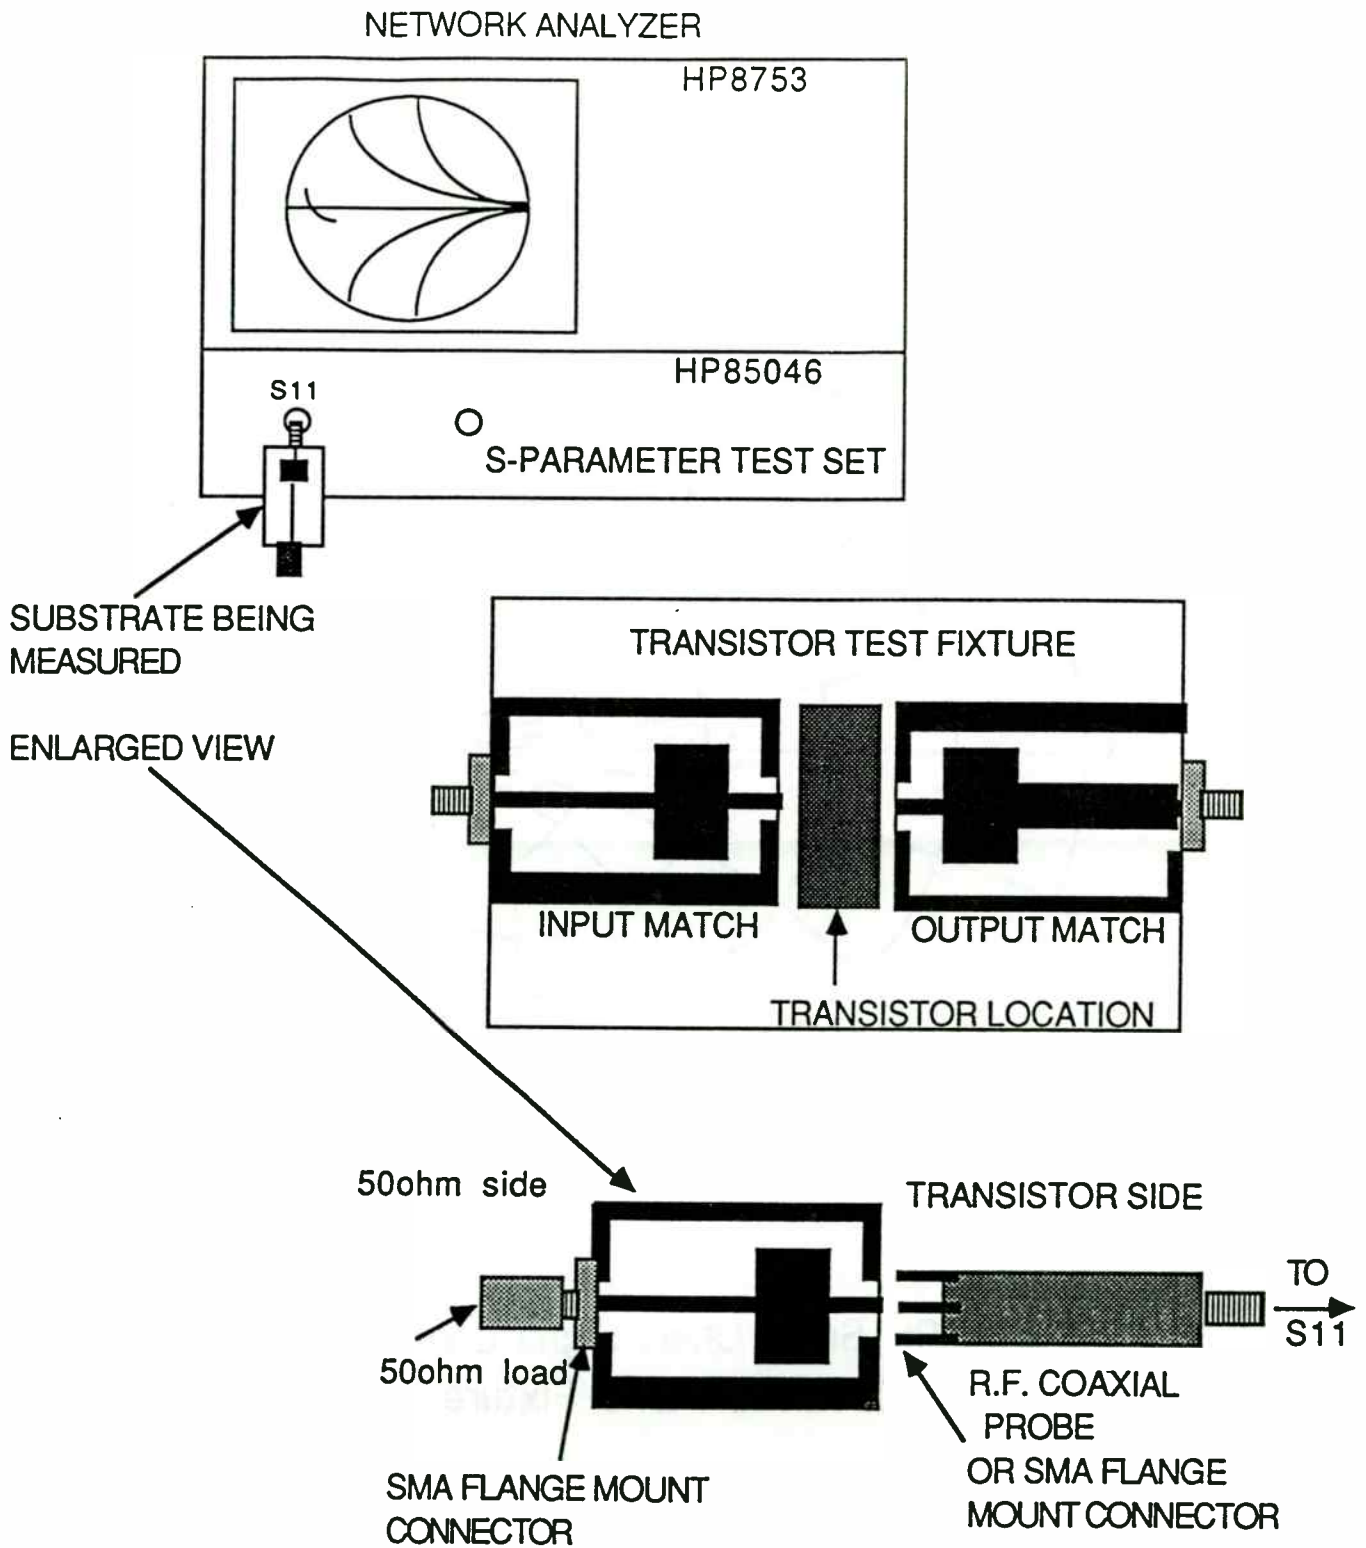 NETWORK ANALYZER
HP8753
HP85046
S11
S-PARAMETER TEST SET
SUBSTRATE BEING
MEASURED
TRANSISTOR TEST FIXTURE
ENLARGED VIEW
INPUT MATCH
OUTPUT MATCH
TRANSISTOR LOCATION
50ohm side
TRANSISTOR SIDE
TO
S11
50ohm load
R.F. COAXIAL
PROBE
OR SMA FLANGE
MOUNT CONNECTOR
SMA FLANGE MOUNT
CONNECTOR